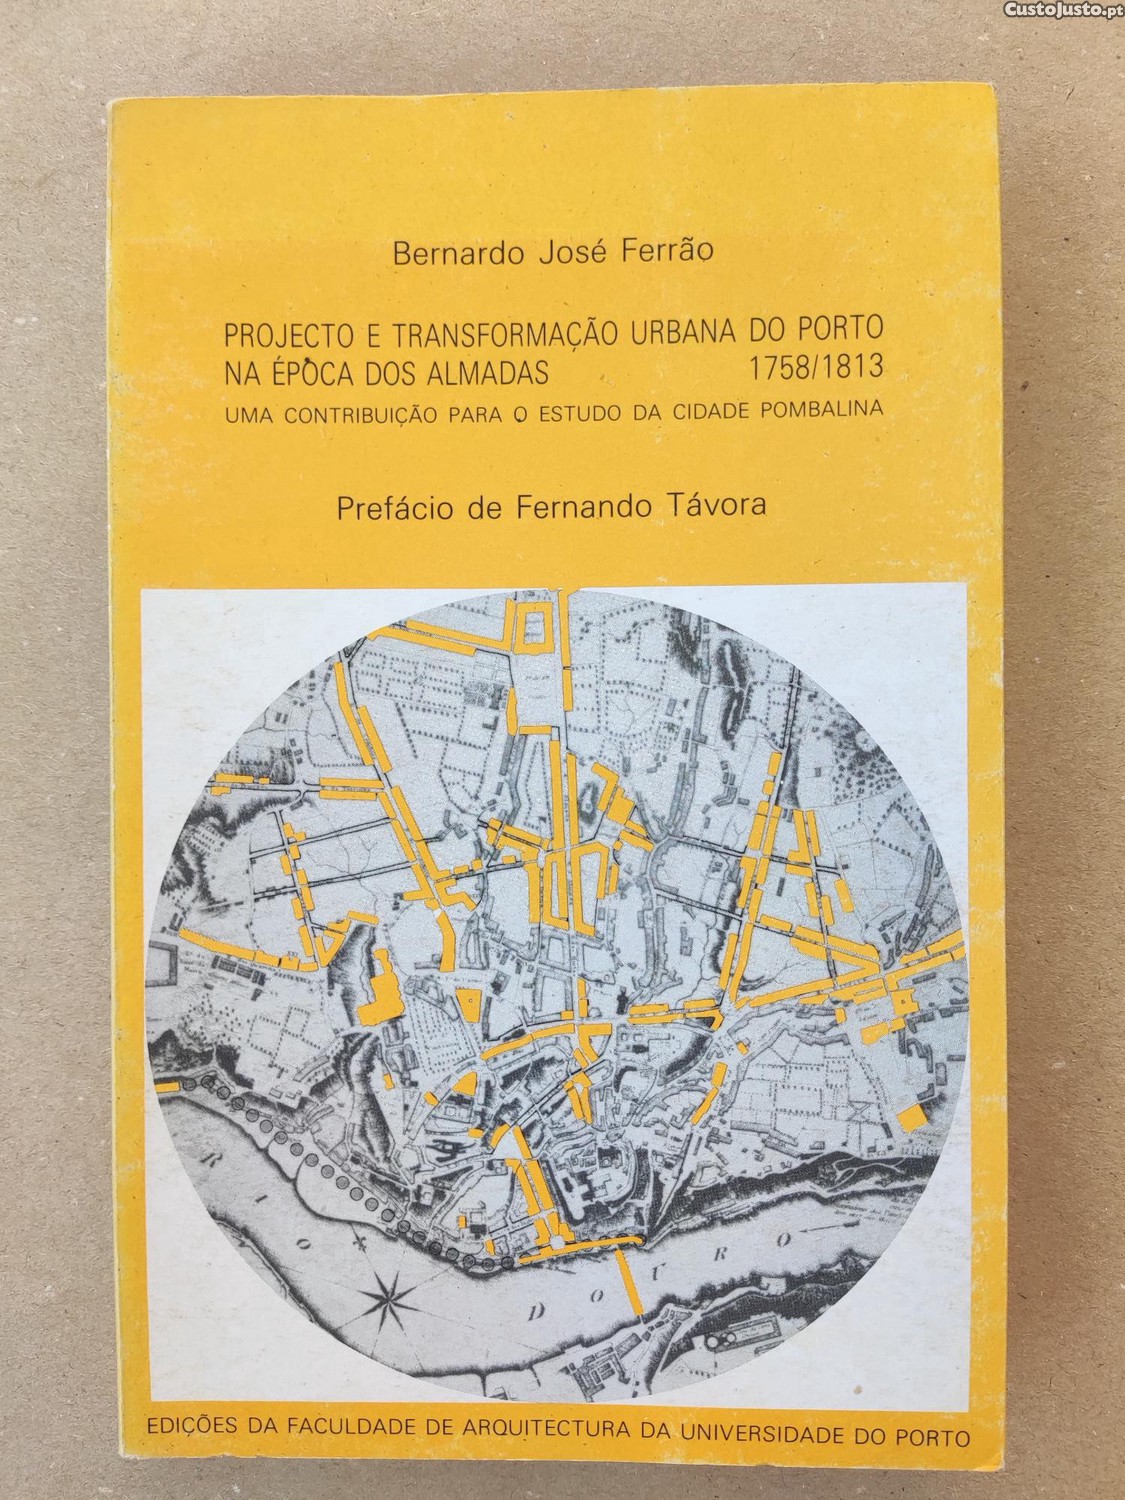 CustoJusto.pt
Bernardo José Ferrão
PROJECTO E TRANSFORMAÇÃO URBANA DO PORTO
NA ÉPOCA DOS ALMADAS 1758/1813
UMA CONTRIBUIÇÃO PARA O ESTUDO DA CIDADE POMBALINA
Prefácio de Fernando Távora
RIO DOURO
EDIÇÕES DA FACULDADE DE ARQUITECTURA DA UNIVERSIDADE DO PORTO